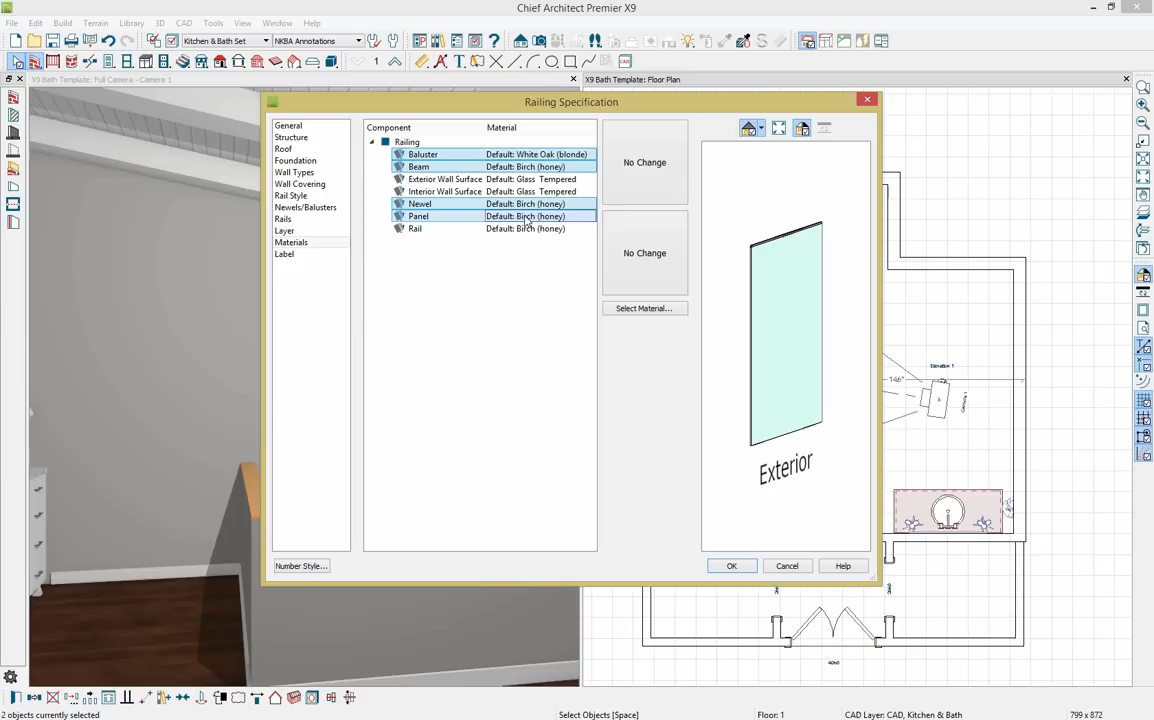 Chief Architect Premier X9
File Edit Build Terrain Library 3D CAD Tools View Window Help
Kitchen & Bath Set NKBA Annotations
1
X9 Bath Template: Full Camera - Camera 1
X9 Bath Template: Floor Plan
Railing Specification
General
Structure
Roof
Foundation
Wall Types
Wall Covering
Rail Style
Newels/Balusters
Rails
Layer
Materials
Label
Component Material
Railing
Baluster Default: White Oak (blonde)
Beam Default: Birch (honey)
Exterior Wall Surface Default: Glass Tempered
Interior Wall Surface Default: Glass Tempered
Newel Default: Birch (honey)
Panel Default: Birch (honey)
Rail Default: Birch (honey)
No Change
No Change
Select Material...
Exterior
Number Style...
OK Cancel Help
Elevation 1
Camera 1
4060
2 objects currently selected
Select Objects [Space]
Floor: 1
CAD Layer: CAD, Kitchen & Bath
799 x 872